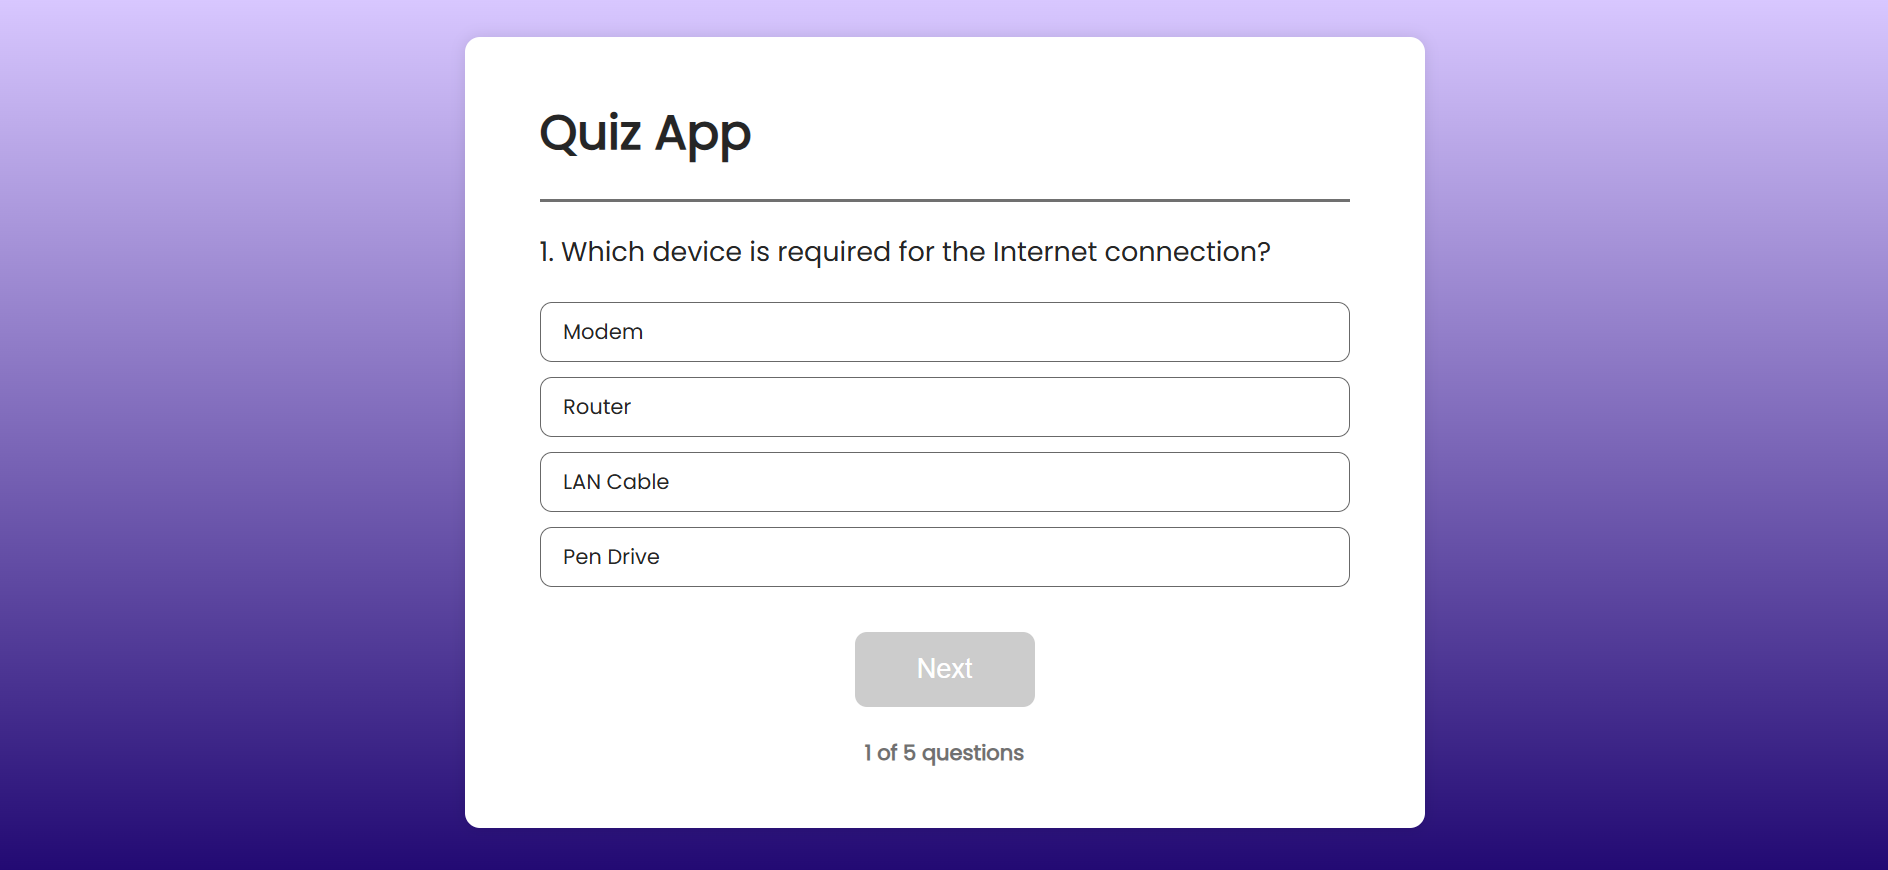 Quiz App
1. Which device is required for the Internet connection?
Modem
Router
LAN Cable
Pen Drive
Next
1 of 5 questions